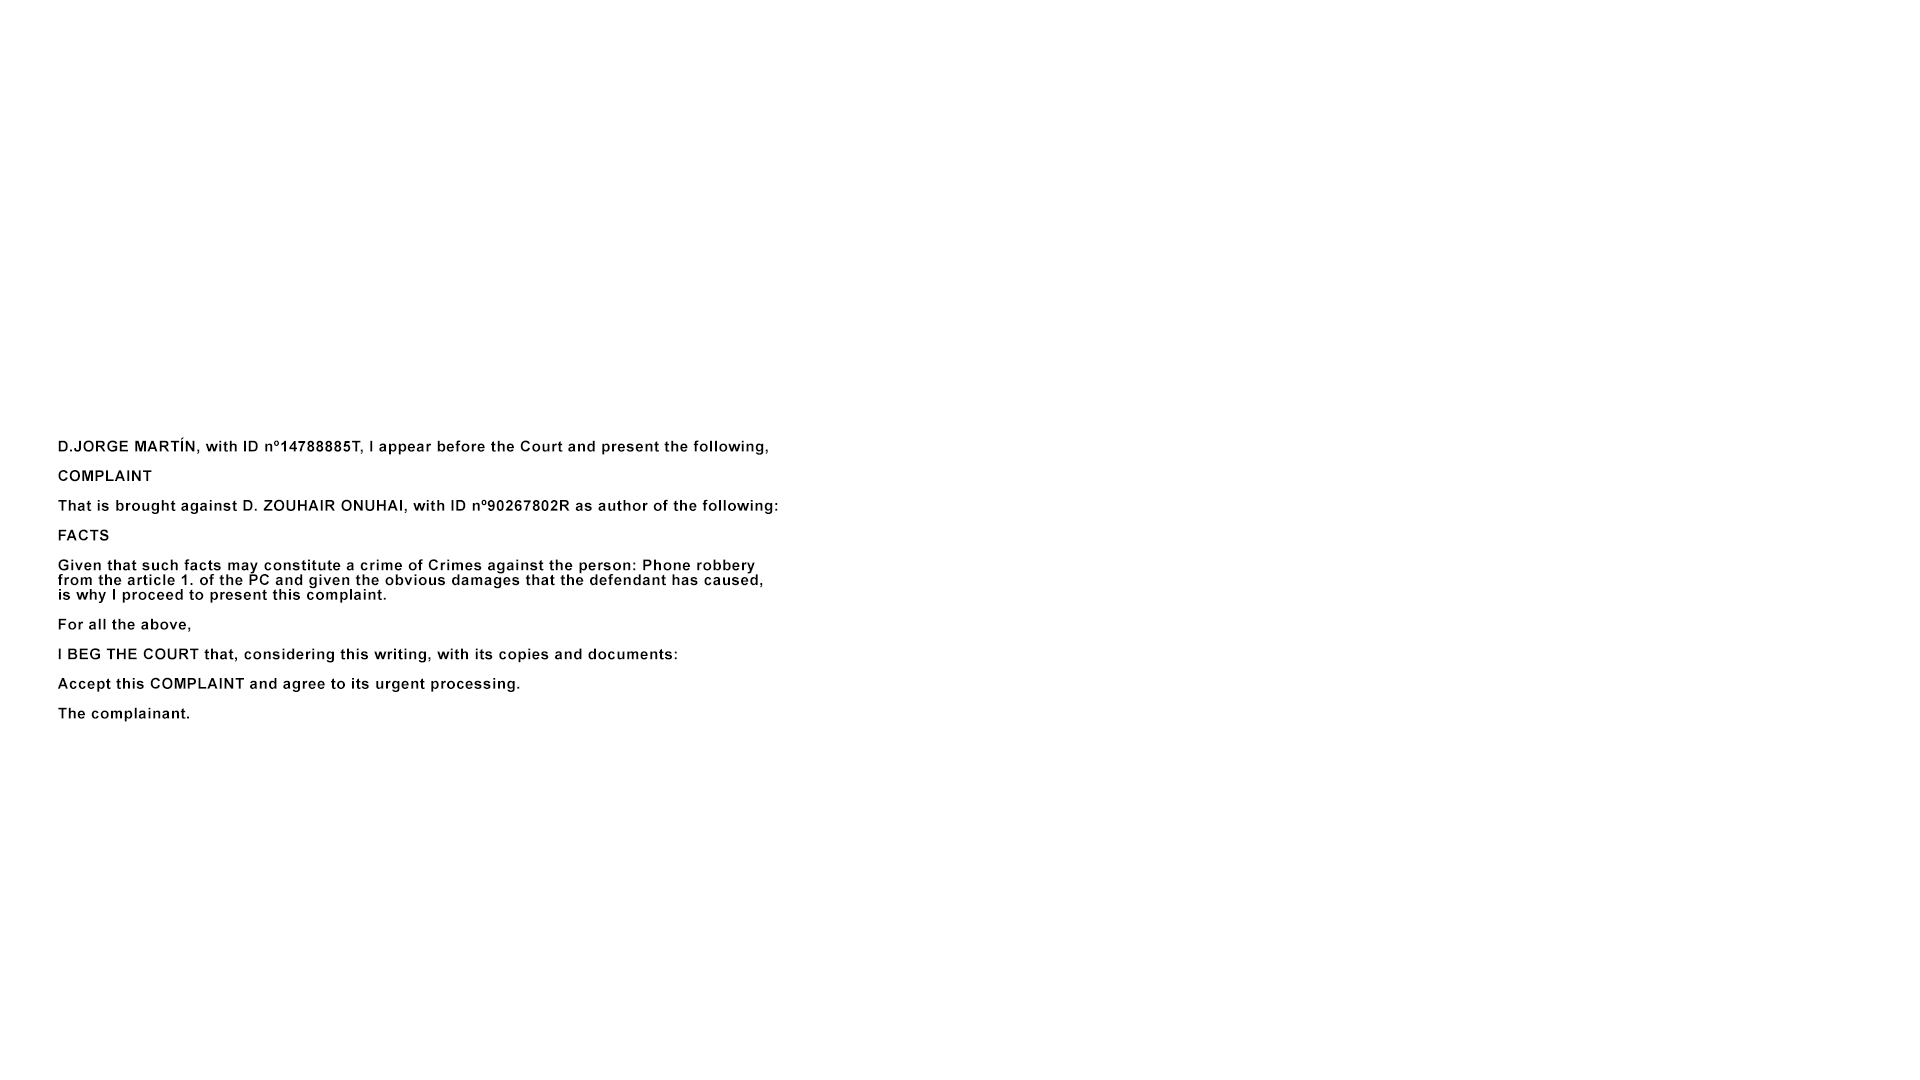 D.JORGE MARTÍN, with ID nº14788885T, I appear before the Court and present the following,
COMPLAINT
That is brought against D. ZOUHAIR ONUHAI, with ID nº90267802R as author of the following:
FACTS
Given that such facts may constitute a crime of Crimes against the person: Phone robbery
from the article 1. of the PC and given the obvious damages that the defendant has caused,
is why I proceed to present this complaint.
For all the above,
I BEG THE COURT that, considering this writing, with its copies and documents:
Accept this COMPLAINT and agree to its urgent processing.
The complainant.